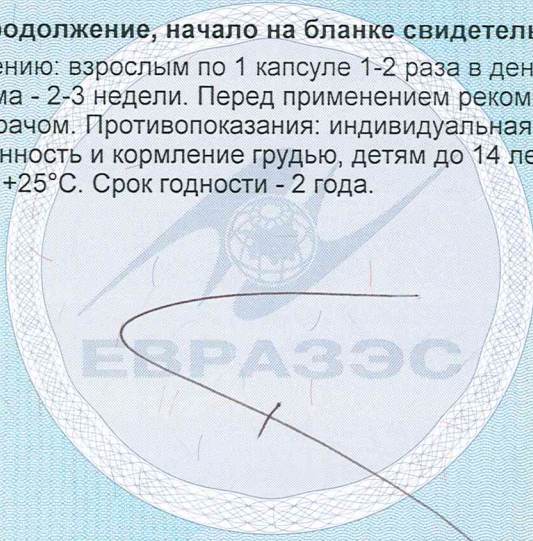 родолжение, начало на бланке свидетель
ению: взрослым по 1 капсуле 1-2 раза в ден
ма - 2-3 недели. Перед применением реком
рачом. Противопоказания: индивидуальная
нность и кормление грудью, детям до 14 ле
+25°C. Срок годности - 2 года.
ЕВРАЗЭС